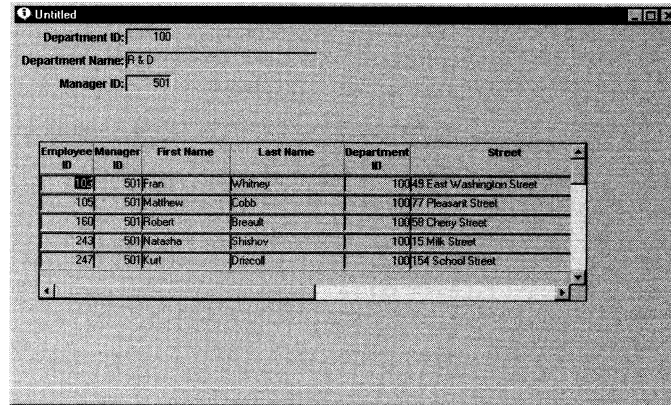 Untitled
Department ID: 100
Department Name: R & D
Manager ID: 501
Employee ID Manager ID First Name Last Name Department ID Street
102 501 Fran Whitney 100 49 East Washington Street
105 501 Matthew Cobb 100 77 Pleasant Street
160 501 Robert Breault 100 58 Cherry Street
243 501 Natasha Shishov 100 15 Milk Street
247 501 Kurt Driscoll 100 154 School Street